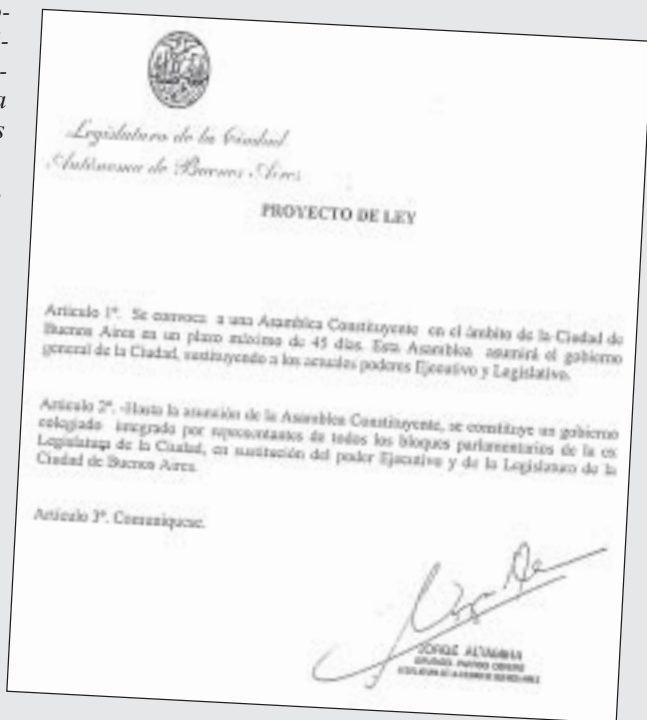 Legislatura de la Ciudad
Autónoma de Buenos Aires
PROYECTO DE LEY
Artículo 1º. Se convoca a una Asamblea Constituyente en el ámbito de la Ciudad de
Buenos Aires en un plazo máximo de 45 días. Esta Asamblea asumirá el gobierno
general de la Ciudad, sustituyendo a los actuales poderes Ejecutivo y Legislativo.
Artículo 2º. -Hasta la asunción de la Asamblea Constituyente, se constituye un gobierno
colegiado integrado por representantes de todos los bloques parlamentarios de la ex
Legislatura de la Ciudad, en sustitución del poder Ejecutivo y de la Legislatura de la
Ciudad de Buenos Aires.
Artículo 3º. Comuníquese.
JORGE ALTAMIRA
DIPUTADO PARTIDO OBRERO